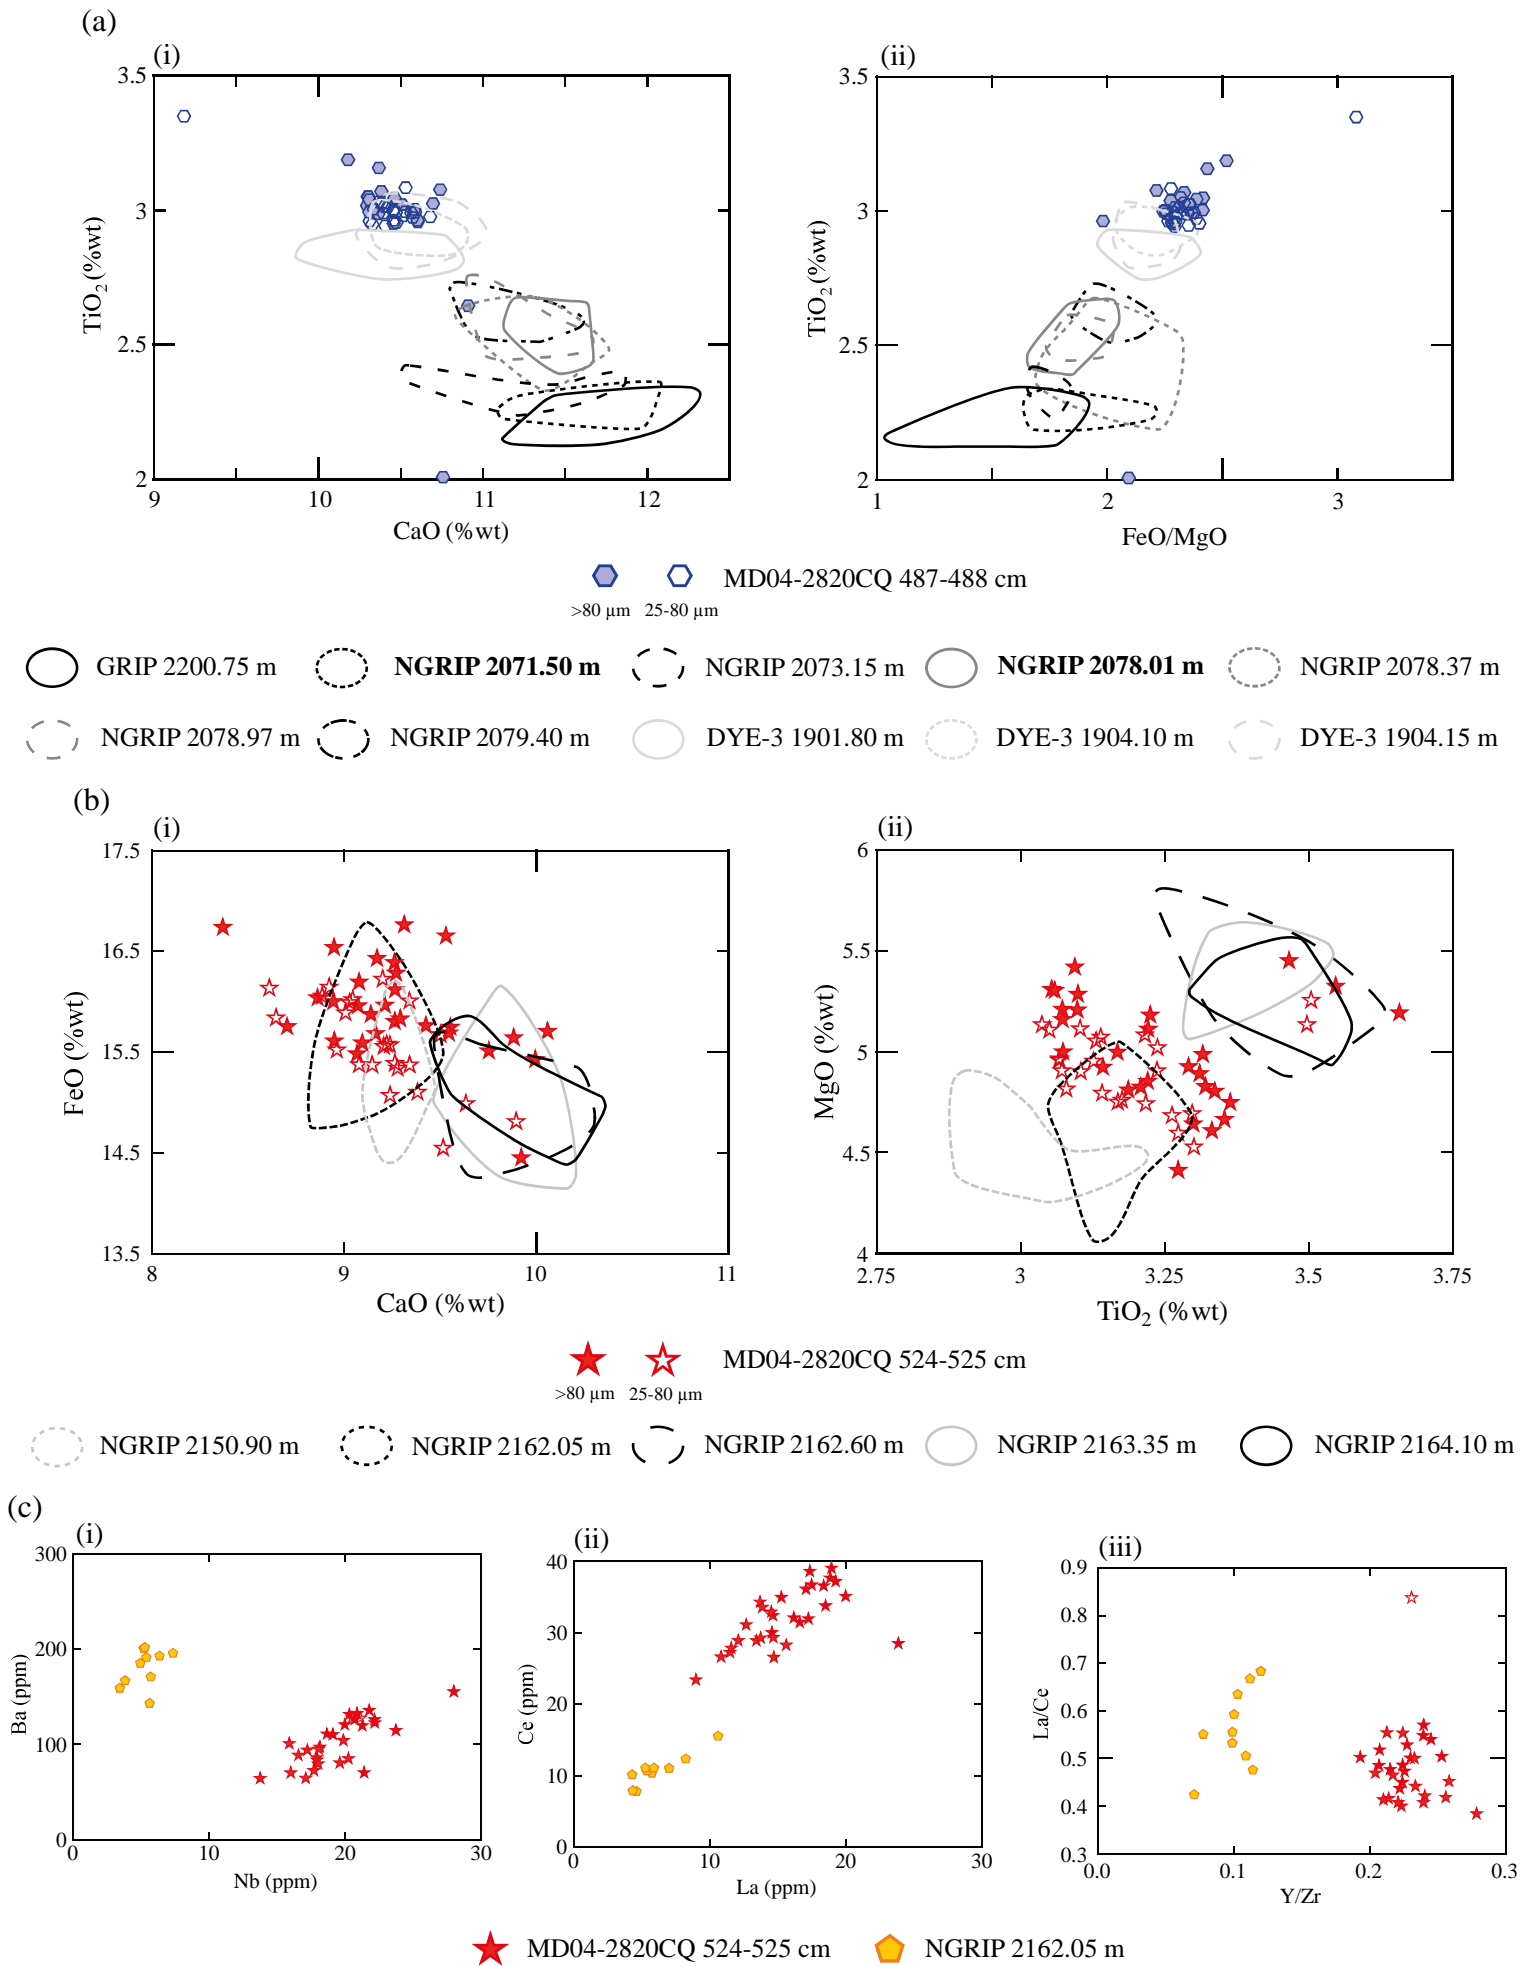 (a)
(i)
(ii)
3.5
3
2.5
2
TiO2 (%wt)
9
10
11
12
CaO (%wt)
3.5
3
2.5
2
TiO2 (%wt)
1
2
3
FeO/MgO
MD04-2820CQ 487-488 cm
>80 µm
25-80 µm
GRIP 2200.75 m
NGRIP 2071.50 m
NGRIP 2073.15 m
NGRIP 2078.01 m
NGRIP 2078.37 m
NGRIP 2078.97 m
NGRIP 2079.40 m
DYE-3 1901.80 m
DYE-3 1904.10 m
DYE-3 1904.15 m
(b)
(i)
(ii)
17.5
16.5
15.5
14.5
13.5
FeO (%wt)
8
9
10
11
CaO (%wt)
6
5.5
5
4.5
4
MgO (%wt)
2.75
3
3.25
3.5
3.75
TiO2 (%wt)
MD04-2820CQ 524-525 cm
>80 µm
25-80 µm
NGRIP 2150.90 m
NGRIP 2162.05 m
NGRIP 2162.60 m
NGRIP 2163.35 m
NGRIP 2164.10 m
(c)
(i)
(ii)
(iii)
300
200
100
0
Ba (ppm)
0
10
20
30
Nb (ppm)
40
30
20
10
0
Ce (ppm)
0
10
20
30
La (ppm)
0.9
0.8
0.7
0.6
0.5
0.4
0.3
La/Ce
0.0
0.1
0.2
0.3
Y/Zr
MD04-2820CQ 524-525 cm
NGRIP 2162.05 m